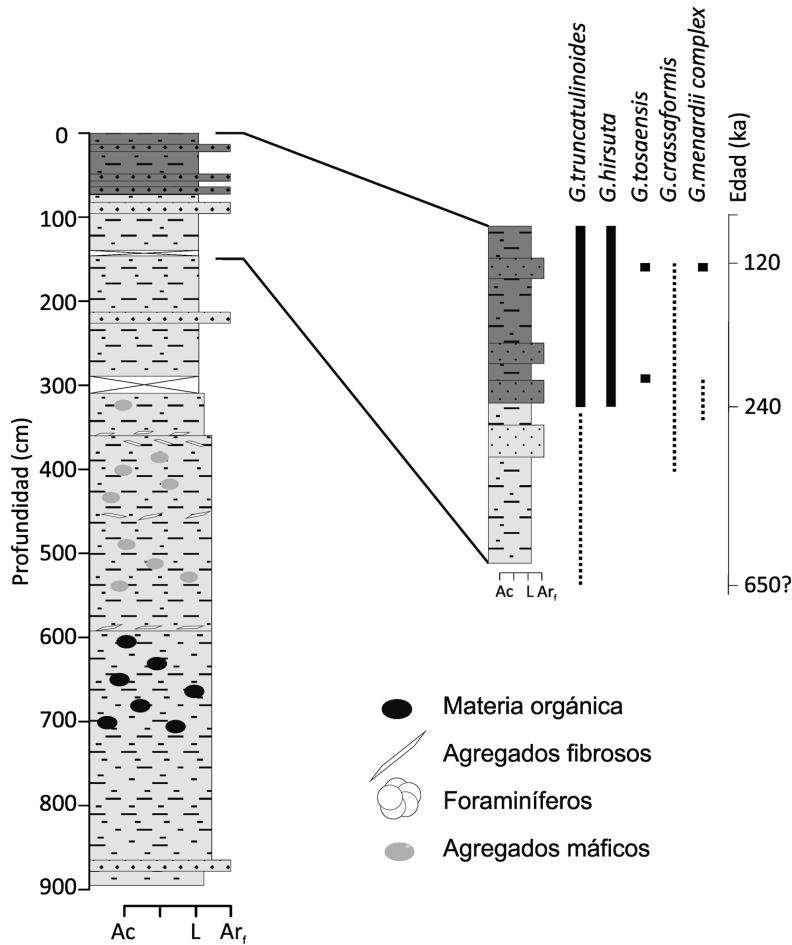 G.truncatulinoides
G.hirsuta
G.tosaensis
G.crassaformis
G.menardii complex
Edad (ka)
120
240
650?
Ac L Ar_f
Profundidad (cm)
0
100
200
300
400
500
600
700
800
900
Ac L Ar_f
Materia orgánica
Agregados fibrosos
Foraminíferos
Agregados máficos